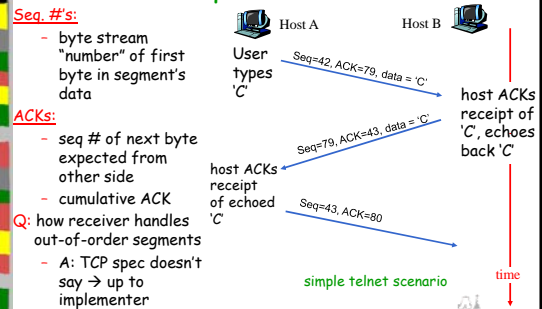 Seq. #'s:
– byte stream
“number” of first
byte in segment's
data
ACKs:
– seq # of next byte
expected from
other side
– cumulative ACK
Q: how receiver handles
out-of-order segments
– A: TCP spec doesn't
say → up to
implementer
Host A
Host B
User
types
‘C’
Seq=42, ACK=79, data = ‘C’
host ACKs
receipt of
‘C’, echoes
back ‘C’
Seq=79, ACK=43, data = ‘C’
host ACKs
receipt
of echoed
‘C’
Seq=43, ACK=80
simple telnet scenario
time